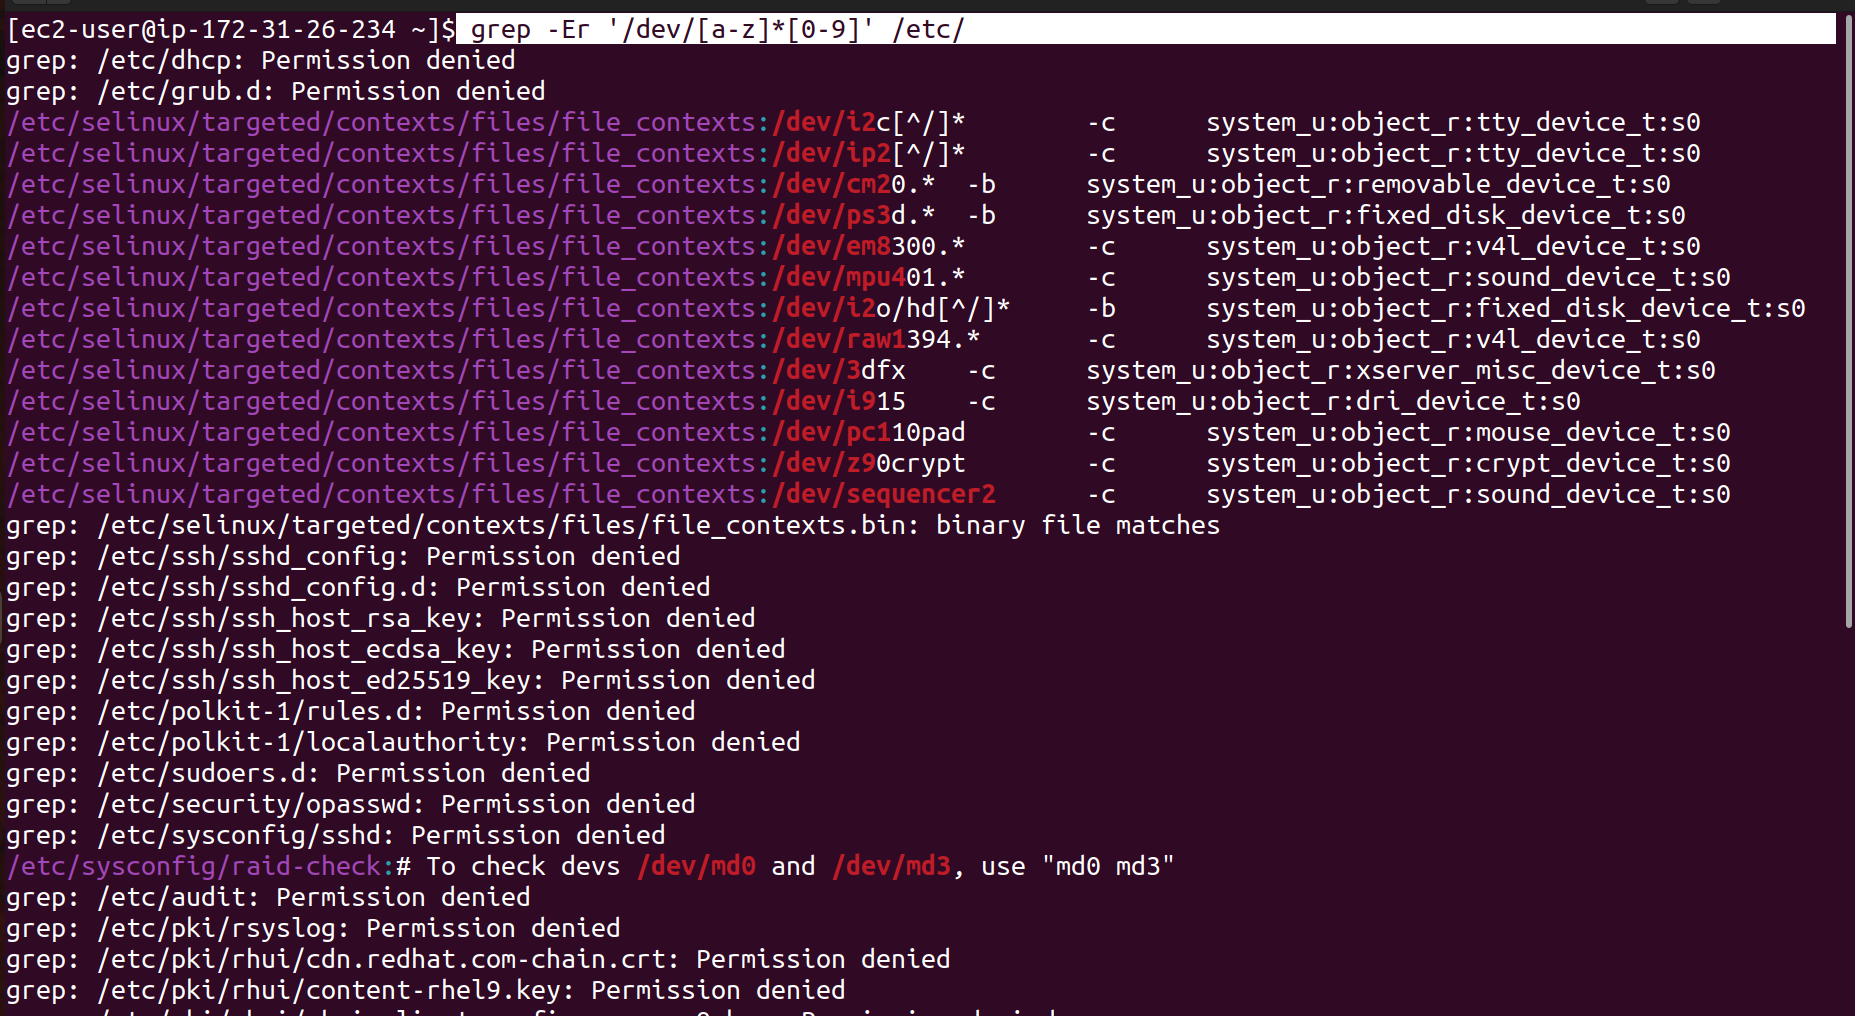 [ec2-user@ip-172-31-26-234 ~]$ grep -Er '/dev/[a-z]*[0-9]' /etc/
grep: /etc/dhcp: Permission denied
grep: /etc/grub.d: Permission denied
/etc/selinux/targeted/contexts/files/file_contexts:/dev/i2c[^/]*        -c      system_u:object_r:tty_device_t:s0
/etc/selinux/targeted/contexts/files/file_contexts:/dev/ip2[^/]*        -c      system_u:object_r:tty_device_t:s0
/etc/selinux/targeted/contexts/files/file_contexts:/dev/cm20.*  -b      system_u:object_r:removable_device_t:s0
/etc/selinux/targeted/contexts/files/file_contexts:/dev/ps3d.*  -b      system_u:object_r:fixed_disk_device_t:s0
/etc/selinux/targeted/contexts/files/file_contexts:/dev/em8300.*        -c      system_u:object_r:v4l_device_t:s0
/etc/selinux/targeted/contexts/files/file_contexts:/dev/mpu401.*        -c      system_u:object_r:sound_device_t:s0
/etc/selinux/targeted/contexts/files/file_contexts:/dev/i2o/hd[^/]*     -b      system_u:object_r:fixed_disk_device_t:s0
/etc/selinux/targeted/contexts/files/file_contexts:/dev/raw1394.*       -c      system_u:object_r:v4l_device_t:s0
/etc/selinux/targeted/contexts/files/file_contexts:/dev/3dfx    -c      system_u:object_r:xserver_misc_device_t:s0
/etc/selinux/targeted/contexts/files/file_contexts:/dev/i915    -c      system_u:object_r:dri_device_t:s0
/etc/selinux/targeted/contexts/files/file_contexts:/dev/pc110pad        -c      system_u:object_r:mouse_device_t:s0
/etc/selinux/targeted/contexts/files/file_contexts:/dev/z90crypt        -c      system_u:object_r:crypt_device_t:s0
/etc/selinux/targeted/contexts/files/file_contexts:/dev/sequencer2      -c      system_u:object_r:sound_device_t:s0
grep: /etc/selinux/targeted/contexts/files/file_contexts.bin: binary file matches
grep: /etc/ssh/sshd_config: Permission denied
grep: /etc/ssh/sshd_config.d: Permission denied
grep: /etc/ssh/ssh_host_rsa_key: Permission denied
grep: /etc/ssh/ssh_host_ecdsa_key: Permission denied
grep: /etc/ssh/ssh_host_ed25519_key: Permission denied
grep: /etc/polkit-1/rules.d: Permission denied
grep: /etc/polkit-1/localauthority: Permission denied
grep: /etc/sudoers.d: Permission denied
grep: /etc/security/opasswd: Permission denied
grep: /etc/sysconfig/sshd: Permission denied
/etc/sysconfig/raid-check:# To check devs /dev/md0 and /dev/md3, use "md0 md3"
grep: /etc/audit: Permission denied
grep: /etc/pki/rsyslog: Permission denied
grep: /etc/pki/rhui/cdn.redhat.com-chain.crt: Permission denied
grep: /etc/pki/rhui/content-rhel9.key: Permission denied